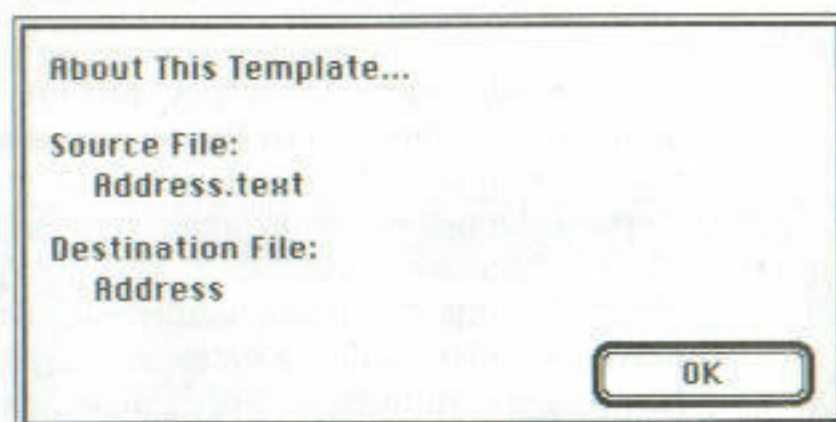 About This Template...
Source File:
Address.text
Destination File:
Address
OK